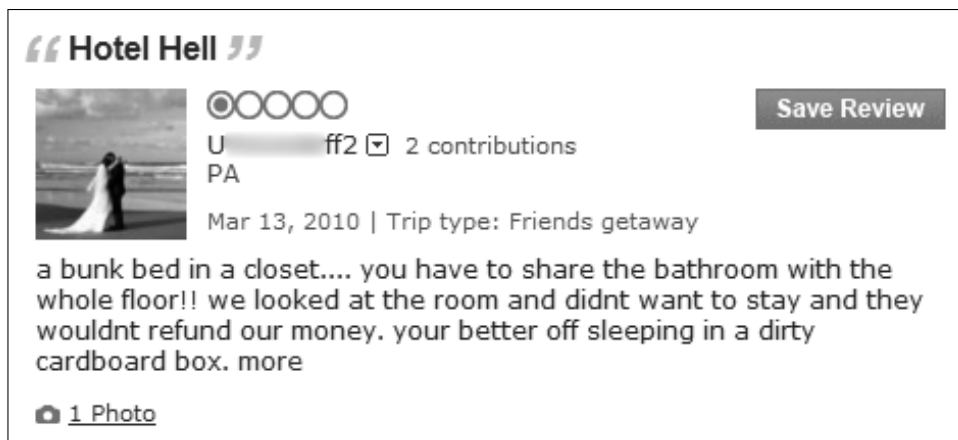 “ Hotel Hell ”
Save Review
U ff2 2 contributions
PA
Mar 13, 2010 | Trip type: Friends getaway
a bunk bed in a closet.... you have to share the bathroom with the
whole floor!! we looked at the room and didnt want to stay and they
wouldnt refund our money. your better off sleeping in a dirty
cardboard box. more
1 Photo